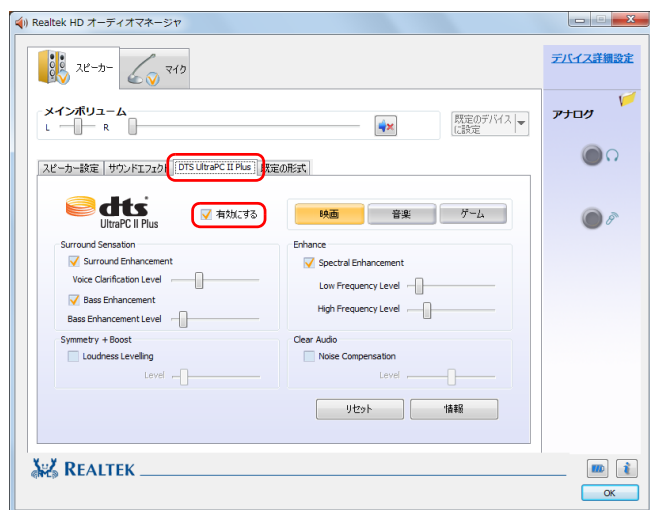 Realtek HD オーディオマネージャ
スピーカー
マイク
デバイス詳細設定
メインボリューム
L
R
既定のデバイス
に設定
アナログ
スピーカー設定
サウンドエフェクト
DTS UltraPC II Plus
既定の形式
dts
UltraPC II Plus
有効にする
映画
音楽
ゲーム
Surround Sensation
Surround Enhancement
Voice Clarification Level
Bass Enhancement
Bass Enhancement Level
Enhance
Spectral Enhancement
Low Frequency Level
High Frequency Level
Symmetry + Boost
Loudness Levelling
Level
Clear Audio
Noise Compensation
Level
リセット
情報
REALTEK
OK